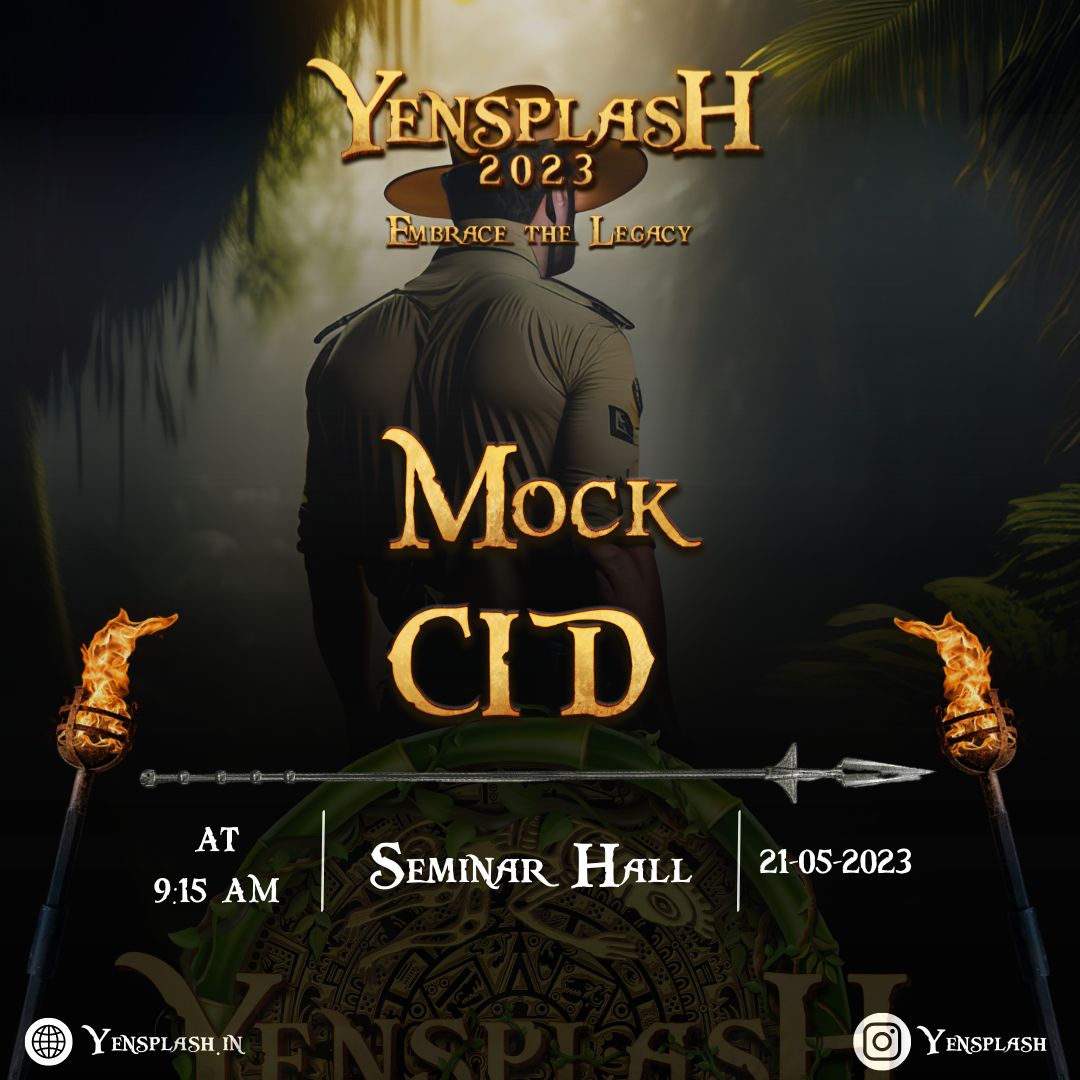 Yensplash
2023
Embrace the Legacy
Mock
CID
AT
9:15 AM
Seminar Hall
21-05-2023
Yensplash
Yensplash.in
Yensplash